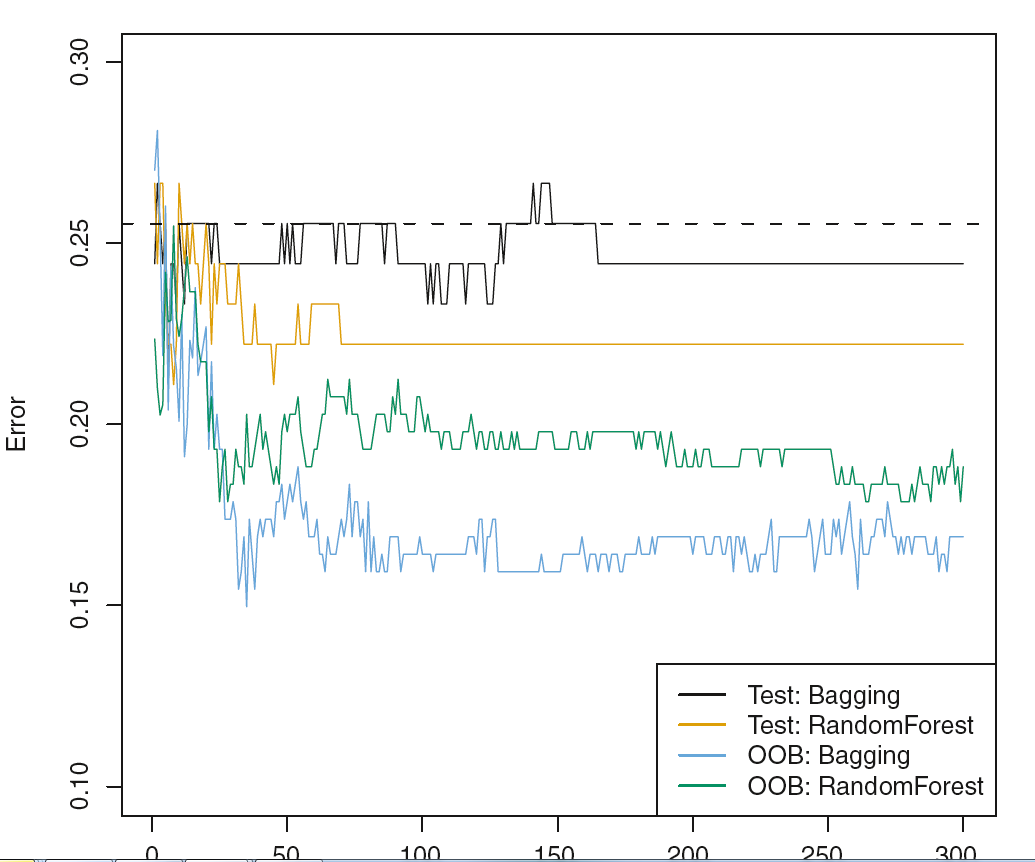 0.30
0.25
0.20
0.15
0.10
Error
Test: Bagging
Test: RandomForest
OOB: Bagging
OOB: RandomForest
0 50 100 150 200 250 300